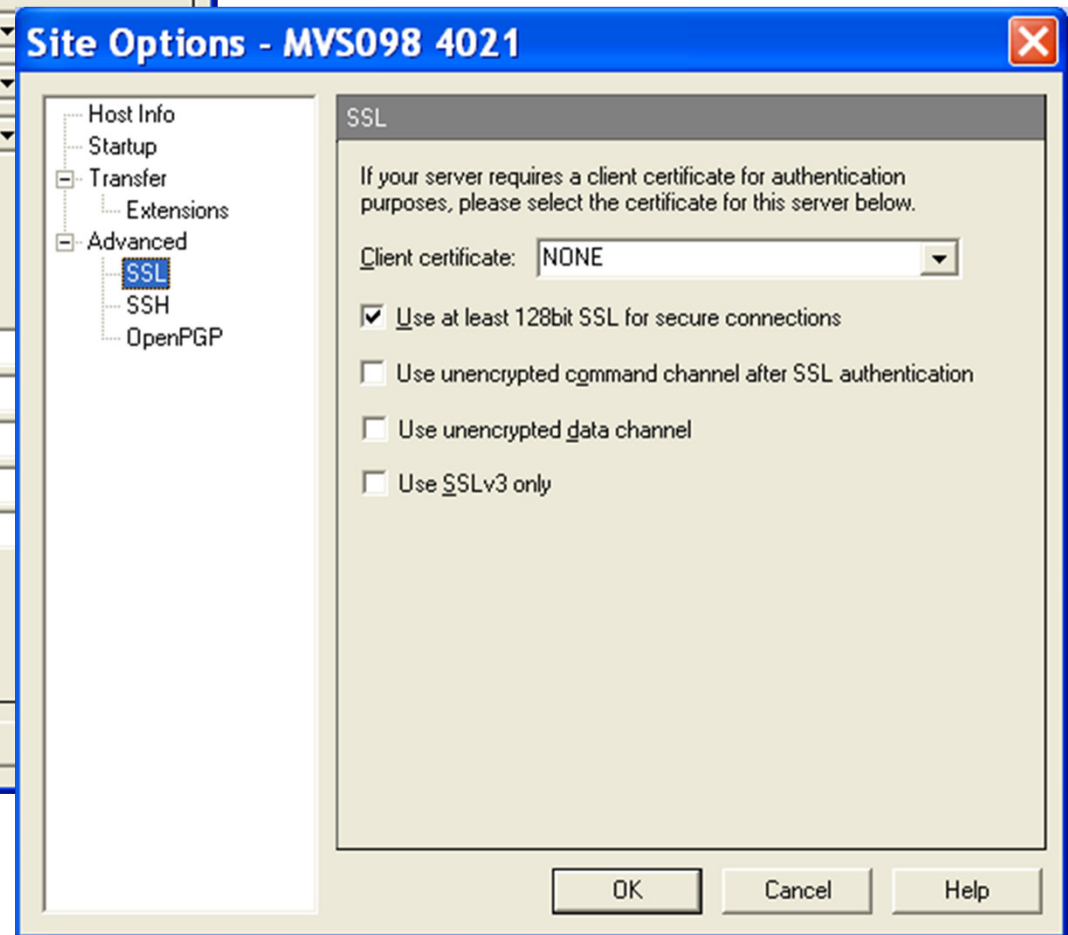 Site Options - MVS098 4021
Host Info
Startup
Transfer
Extensions
Advanced
SSL
SSH
OpenPGP
SSL
If your server requires a client certificate for authentication
purposes, please select the certificate for this server below.
Client certificate: NONE
Use at least 128bit SSL for secure connections
Use unencrypted command channel after SSL authentication
Use unencrypted data channel
Use SSLv3 only
OK Cancel Help